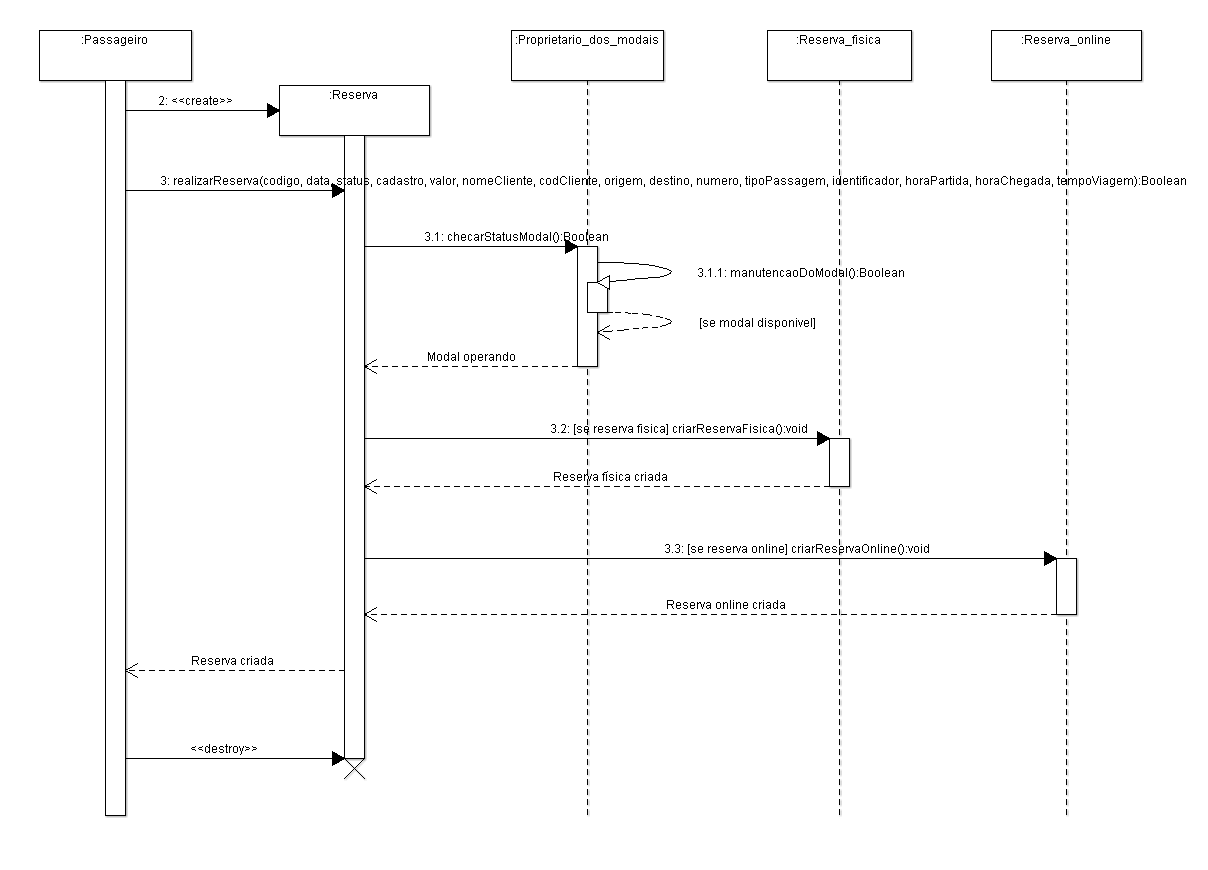 :Passageiro
:Proprietario_dos_modais
:Reserva_fisica
:Reserva_online
:Reserva
2: <<create>>
3: realizarReserva(codigo, data, status, cadastro, valor, nomeCliente, codCliente, origem, destino, numero, tipoPassagem, identificador, horaPartida, horaChegada, tempoViagem):Boolean
3.1: checarStatusModal():Boolean
3.1.1: manutencaoDoModal():Boolean
[se modal disponivel]
Modal operando
3.2: [se reserva fisica] criarReservaFisica():void
Reserva física criada
3.3: [se reserva online] criarReservaOnline():void
Reserva online criada
Reserva criada
<<destroy>>